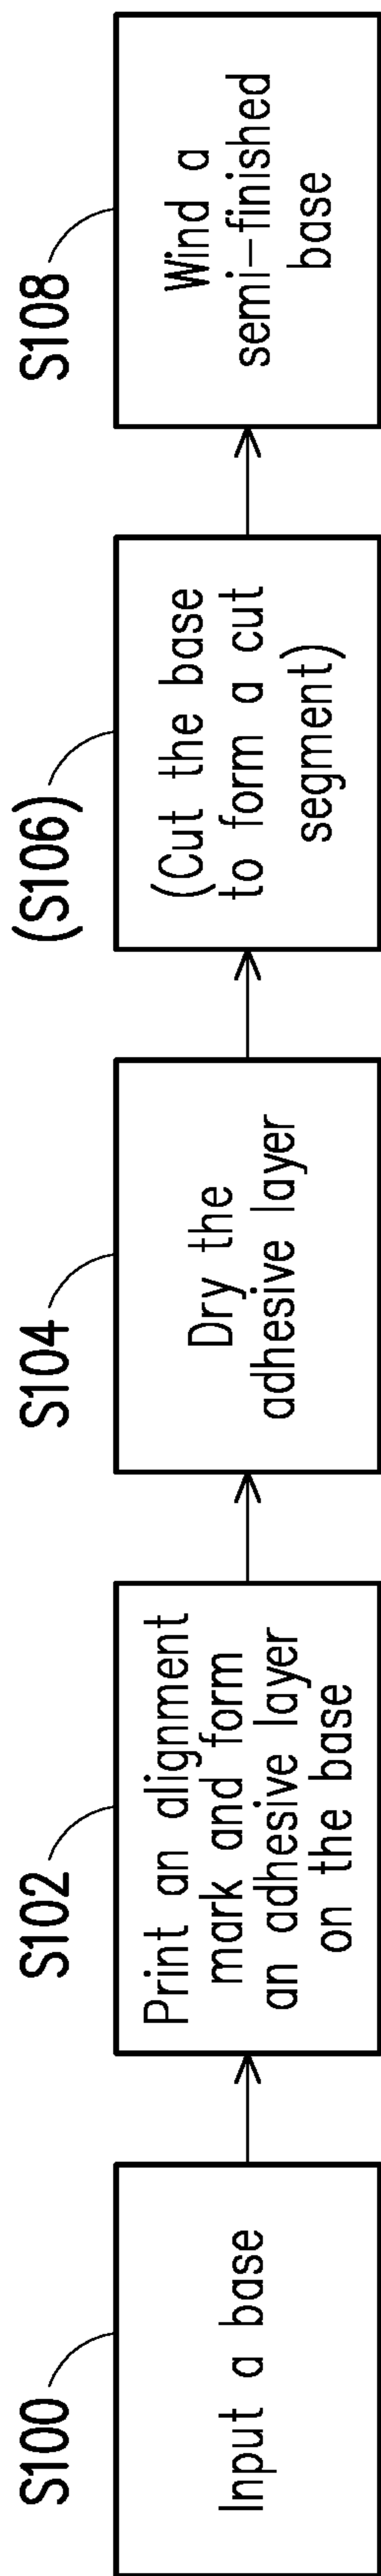 S100
Input a base
S102
Print an alignment
mark and form
an adhesive layer
on the base
S104
Dry the
adhesive layer
(S106)
(Cut the base
to form a cut
segment)
S108
Wind a
semi-finished
base